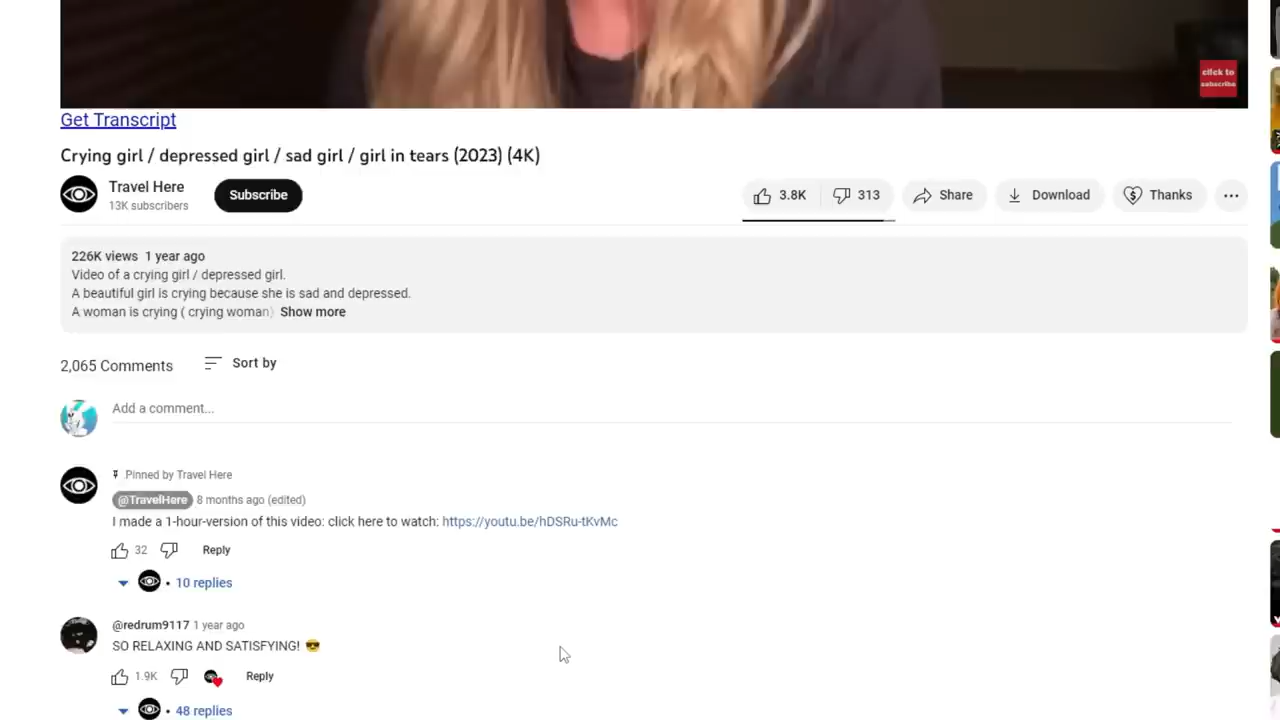 click to
subscribe
Get Transcript
Crying girl / depressed girl / sad girl / girl in tears (2023) (4K)
Travel Here
13K subscribers
Subscribe
3.8K
313
Share
Download
Thanks
226K views 1 year ago
Video of a crying girl / depressed girl.
A beautiful girl is crying because she is sad and depressed.
A woman is crying ( crying woman) Show more
2,065 Comments
Sort by
Add a comment...
Pinned by Travel Here
@TravelHere 8 months ago (edited)
I made a 1-hour-version of this video: click here to watch: https://youtu.be/hDSRu-tKvMc
32
Reply
• 10 replies
@redrum9117 1 year ago
SO RELAXING AND SATISFYING! 😎
1.9K
Reply
• 48 replies